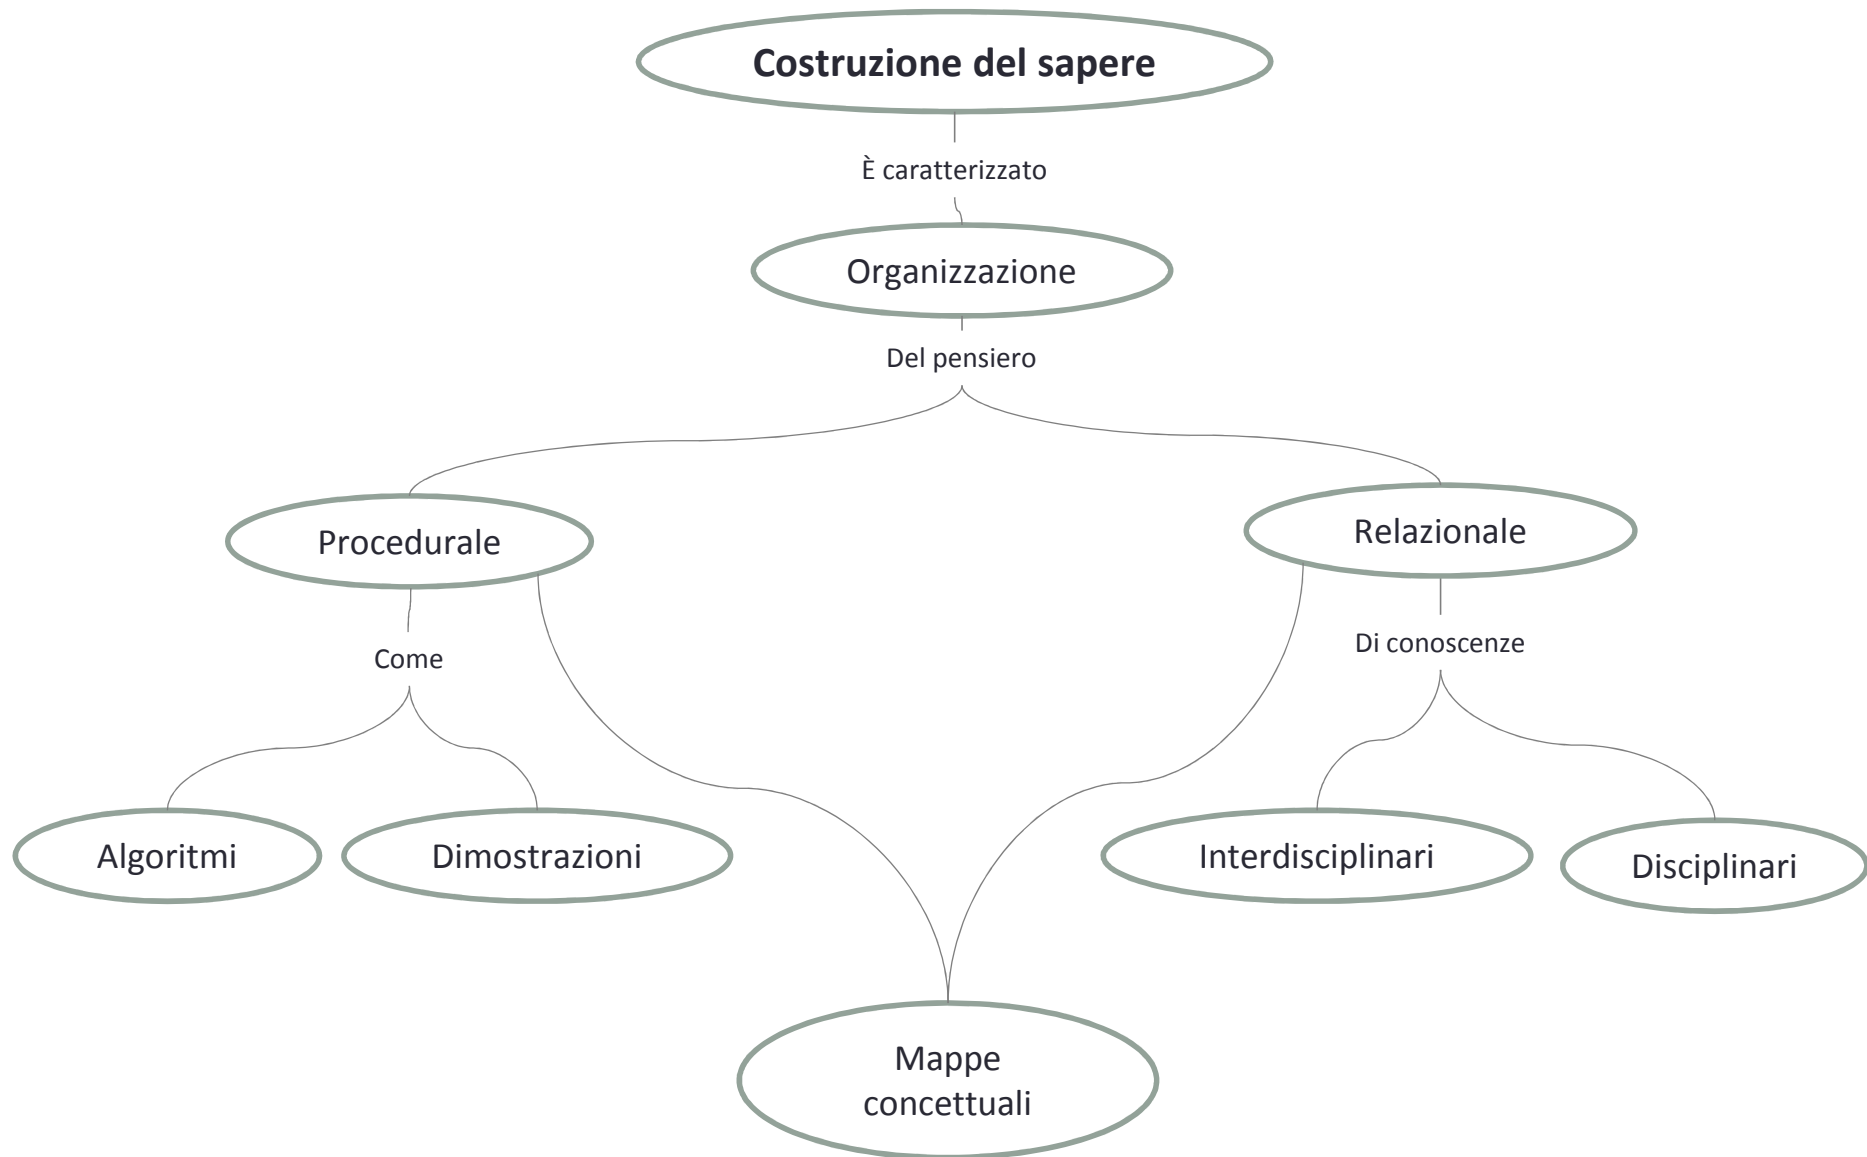 Costruzione del sapere
È caratterizzato
Organizzazione
Del pensiero
Procedurale
Relazionale
Come
Di conoscenze
Algoritmi
Dimostrazioni
Interdisciplinari
Disciplinari
Mappe
concettuali